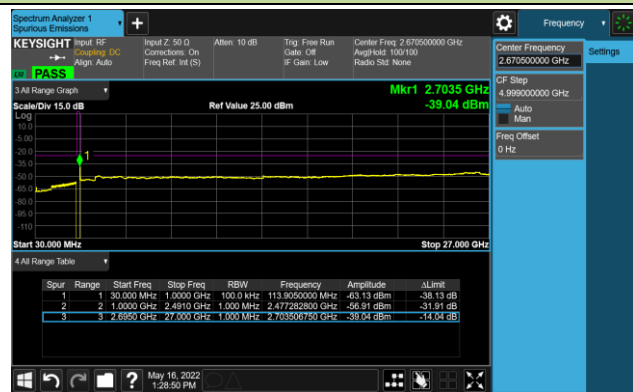 Spectrum Analyzer 1
Spurious Emissions
Frequency
KEYSIGHT
Input: RF
Coupling: DC
Align: Auto
Input Z: 50 Ω
Corrections: On
Freq Ref: Int (S)
Atten: 10 dB
Trig: Free Run
Gate: Off
IF Gain: Low
Center Freq: 2.670500000 GHz
Avg|Hold: 100/100
Radio Std: None
PASS
Center Frequency
2.670500000 GHz
Settings
CF Step
4.999000000 GHz
Auto
Man
Freq Offset
0 Hz
3 All Range Graph
Mkr1 2.7035 GHz
Scale/Div 15.0 dB
Ref Value 25.00 dBm
-39.04 dBm
Log
10.0
-5.00
-20.0
-35.0
-50.0
-65.0
-80.0
-95.0
-110
1
Start 30.000 MHz
Stop 27.000 GHz
4 All Range Table
Spur Range Start Freq Stop Freq RBW Frequency Amplitude ΔLimit
1 1 30.000 MHz 1.0000 GHz 100.0 kHz 113.9050000 MHz -63.13 dBm -38.13 dB
2 2 1.0000 GHz 2.4910 GHz 1.000 MHz 2.477282800 GHz -56.91 dBm -31.91 dB
3 3 2.6950 GHz 27.000 GHz 1.000 MHz 2.703506750 GHz -39.04 dBm -14.04 dB
?
May 16, 2022
1:28:50 PM